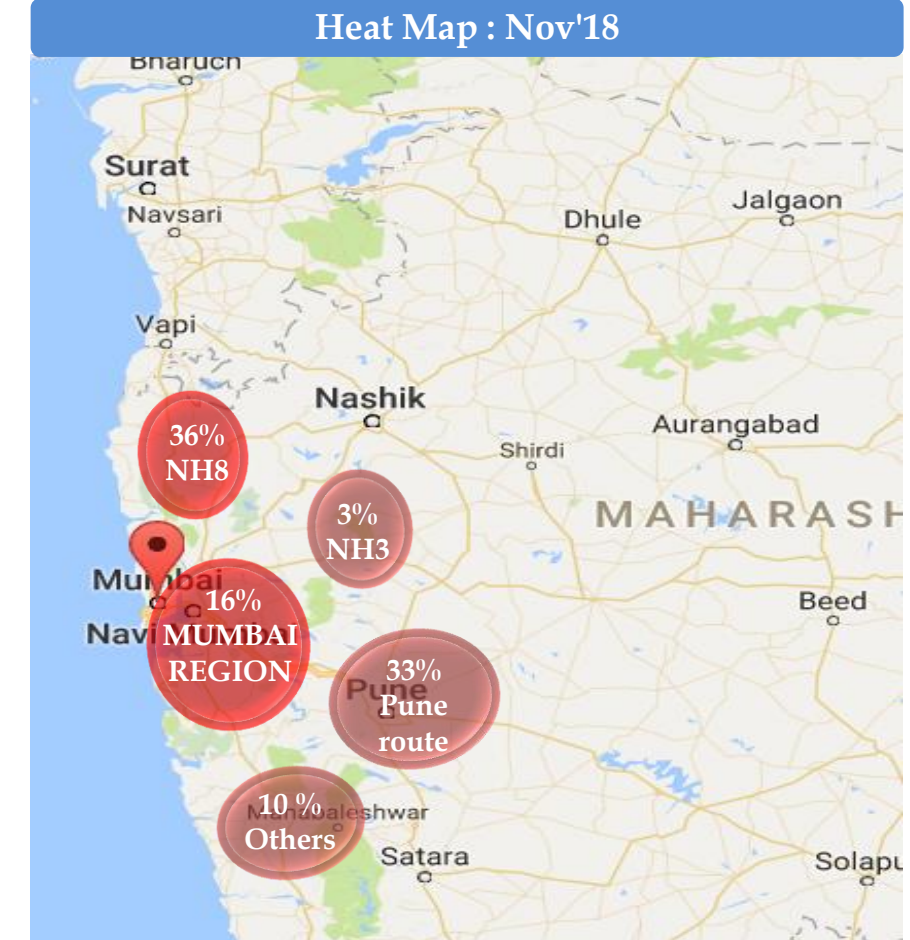 Heat Map : Nov'18
Bharuch
Surat
Navsari
Dhule
Jalgaon
Vapi
Nashik
Aurangabad
Shirdi
36%
NH8
3%
NH3
MAHARASH
Mumbai
Beed
16%
Navi
MUMBAI
REGION
33%
Pune
Pune
route
10 %
Mahabaleshwar
Others
Satara
Solapu